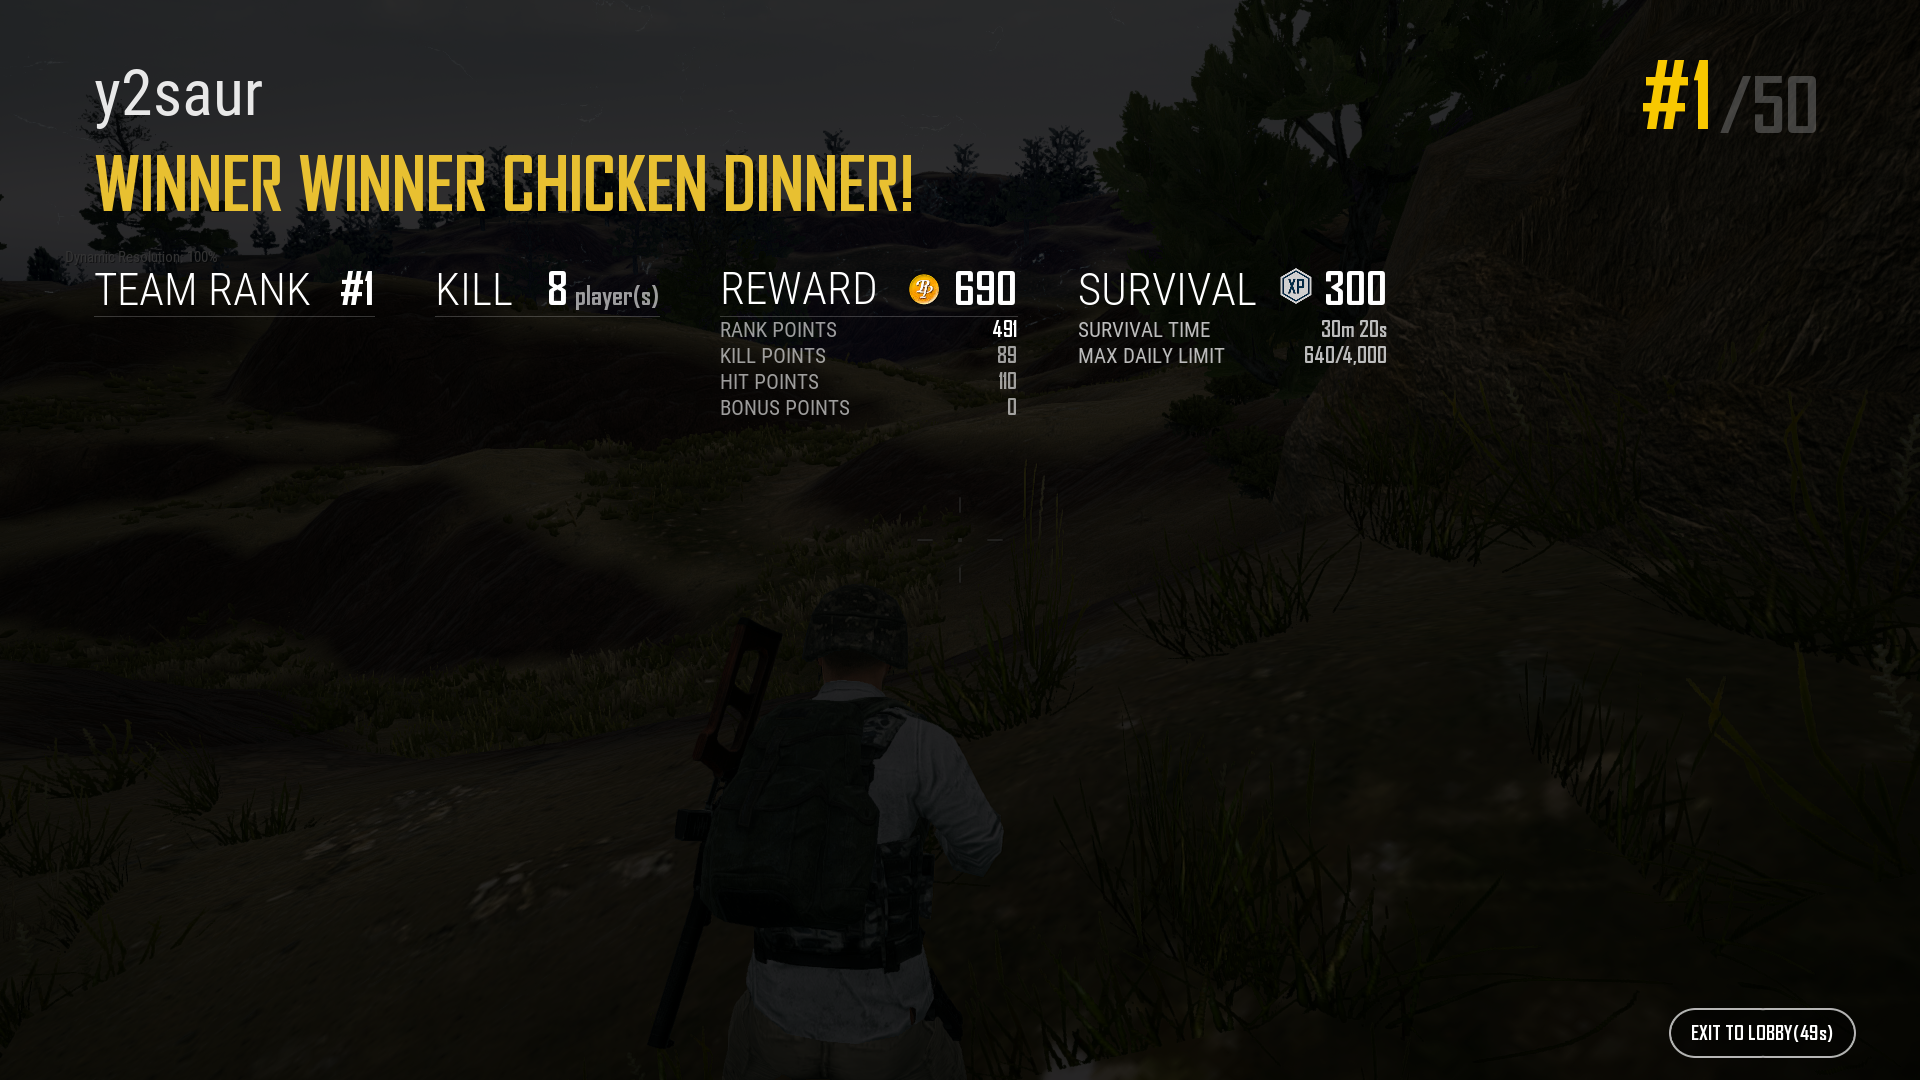 y2saur
#1/50
WINNER WINNER CHICKEN DINNER!
Dynamic Resolution: 100%
TEAM RANK #1
KILL 8 player(s)
REWARD 690
RANK POINTS 491
KILL POINTS 89
HIT POINTS 110
BONUS POINTS 0
SURVIVAL XP 300
SURVIVAL TIME 30m 20s
MAX DAILY LIMIT 640/4,000
EXIT TO LOBBY(49s)